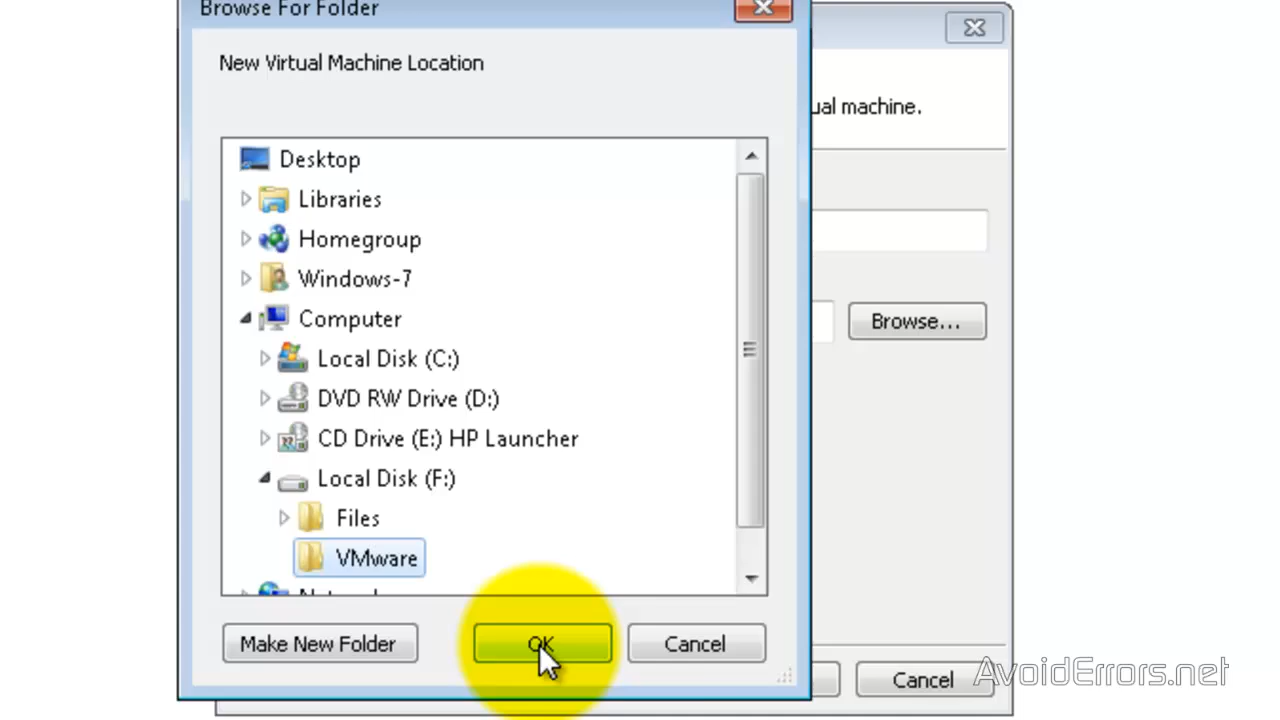 Browse For Folder
New Virtual Machine Location
ual machine.
Desktop
Libraries
Homegroup
Windows-7
Computer
Browse...
Local Disk (C:)
DVD RW Drive (D:)
CD Drive (E:) HP Launcher
Local Disk (F:)
Files
VMware
Make New Folder
OK
Cancel
Cancel
AvoidErrors.net